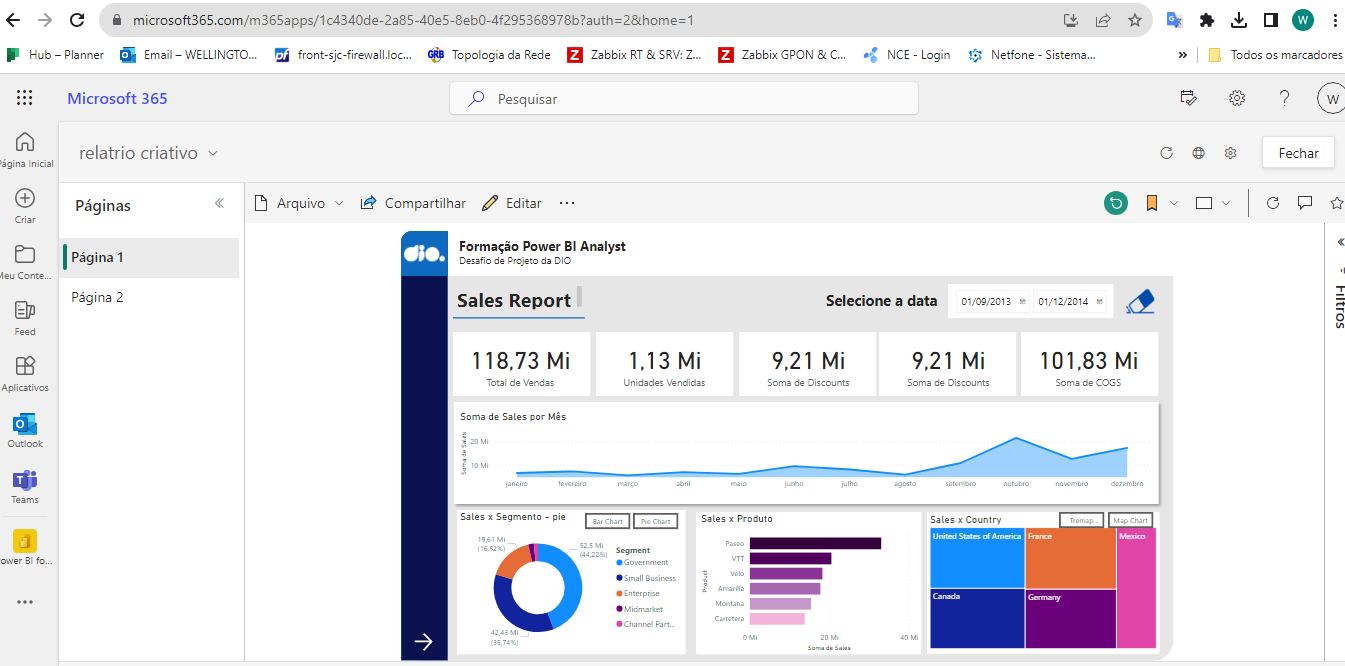 microsoft365.com/m365apps/1c4340de-2a85-40e5-8eb0-4f295368978b?auth=2&home=1
W
Hub – Planner
Email – WELLINGTO...
front-sjc-firewall.loc...
GRB
Topologia da Rede
Z
Zabbix RT & SRV: Z...
Z
Zabbix GPON & C...
NCE - Login
Netfone - Sistema...
»
Todos os marcadores
Microsoft 365
Pesquisar
W
Página Inicial
Criar
Meu Conte...
Feed
Aplicativos
Outlook
Teams
Power BI fo...
relatrio criativo
Fechar
Páginas
Página 1
Página 2
Arquivo
Compartilhar
Editar
Filtros
dio.
Formação Power BI Analyst
Desafio de Projeto da DIO
Sales Report
Selecione a data
01/09/2013
01/12/2014
118,73 Mi
Total de Vendas
1,13 Mi
Unidades Vendidas
9,21 Mi
Soma de Discounts
9,21 Mi
Soma de Discounts
101,83 Mi
Soma de COGS
Soma de Sales por Mês
Soma de Sales
20 Mi
10 Mi
janeiro
fevereiro
março
abril
maio
junho
julho
agosto
setembro
outubro
novembro
dezembro
Sales x Segmento - pie
Bar Chart
Pie Chart
19,61 Mi
(16,52%)
52,5 Mi
(44,22%)
42,43 Mi
(35,74%)
Segment
Government
Small Business
Enterprise
Midmarket
Channel Part...
Sales x Produto
Product
Paseo
VTT
Velo
Amarilla
Montana
Carretera
0 Mi
20 Mi
40 Mi
Soma de Sales
Sales x Country
Tremap...
Map Chart
United States of America
France
Mexico
Canada
Germany